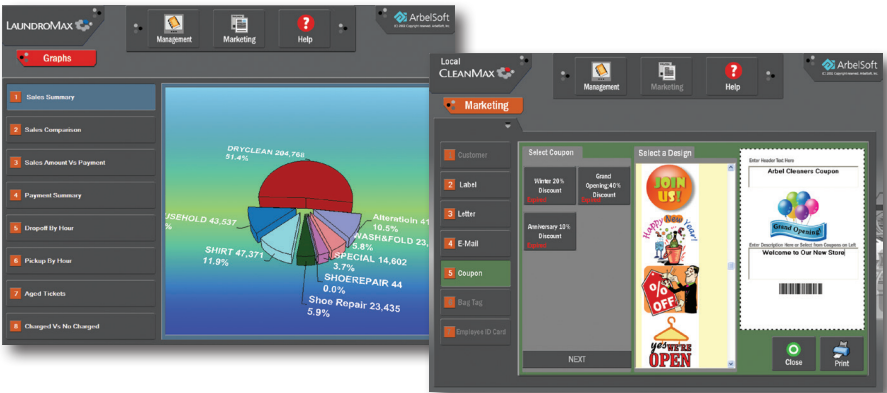 LAUNDROMAX
Management
Marketing
Help
ArbelSoft
Graphs
1 Sales Summary
2 Sales Comparison
3 Sales Amount Vs Payment
4 Payment Summary
5 Dropoff By Hour
6 Pickup By Hour
7 Aged Tickets
8 Charged Vs No Charged
DRYCLEAN 204,768
51.4%
USEHOLD 43,537
%
SHIRT 47,371
11.9%
Alteration 41
10.5%
WASH&FOLD 23,
5.8%
SPECIAL 14,602
3.7%
SHOEREPAIR 44
0.0%
Shoe Repair 23,435
5.9%
Local
CLEANMAX
Management
Marketing
Help
ArbelSoft
Marketing
Customer
2 Label
3 Letter
4 E-Mail
5 Coupon
Bag Tag
Employee ID Card
Select Coupon
Winter 20%
Discount
Grand
Opening;40%
Discount
Anniversary 10%
Discount
NEXT
Select a Design
JOIN
US!
Happy New Year!
%
OFF
yes WE'RE
OPEN
Enter Header Text Here
Arbel Cleaners Coupon
Grand Opening!
Enter Description Here or Select from Coupons on Left
Welcome to Our New Store
Close
Print